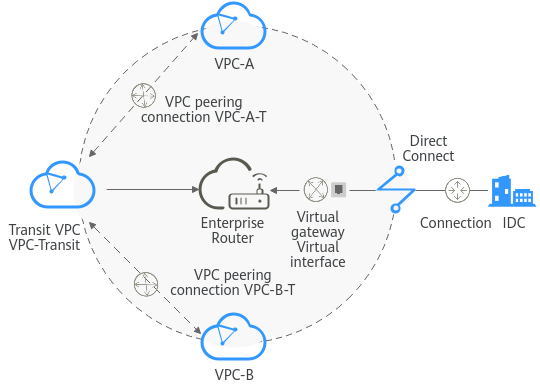 VPC-A
VPC peering
connection VPC-A-T
Direct
Connect
Transit VPC
VPC-Transit
Enterprise
Router
Virtual
gateway
Virtual
interface
Connection
IDC
VPC peering
connection VPC-B-T
VPC-B